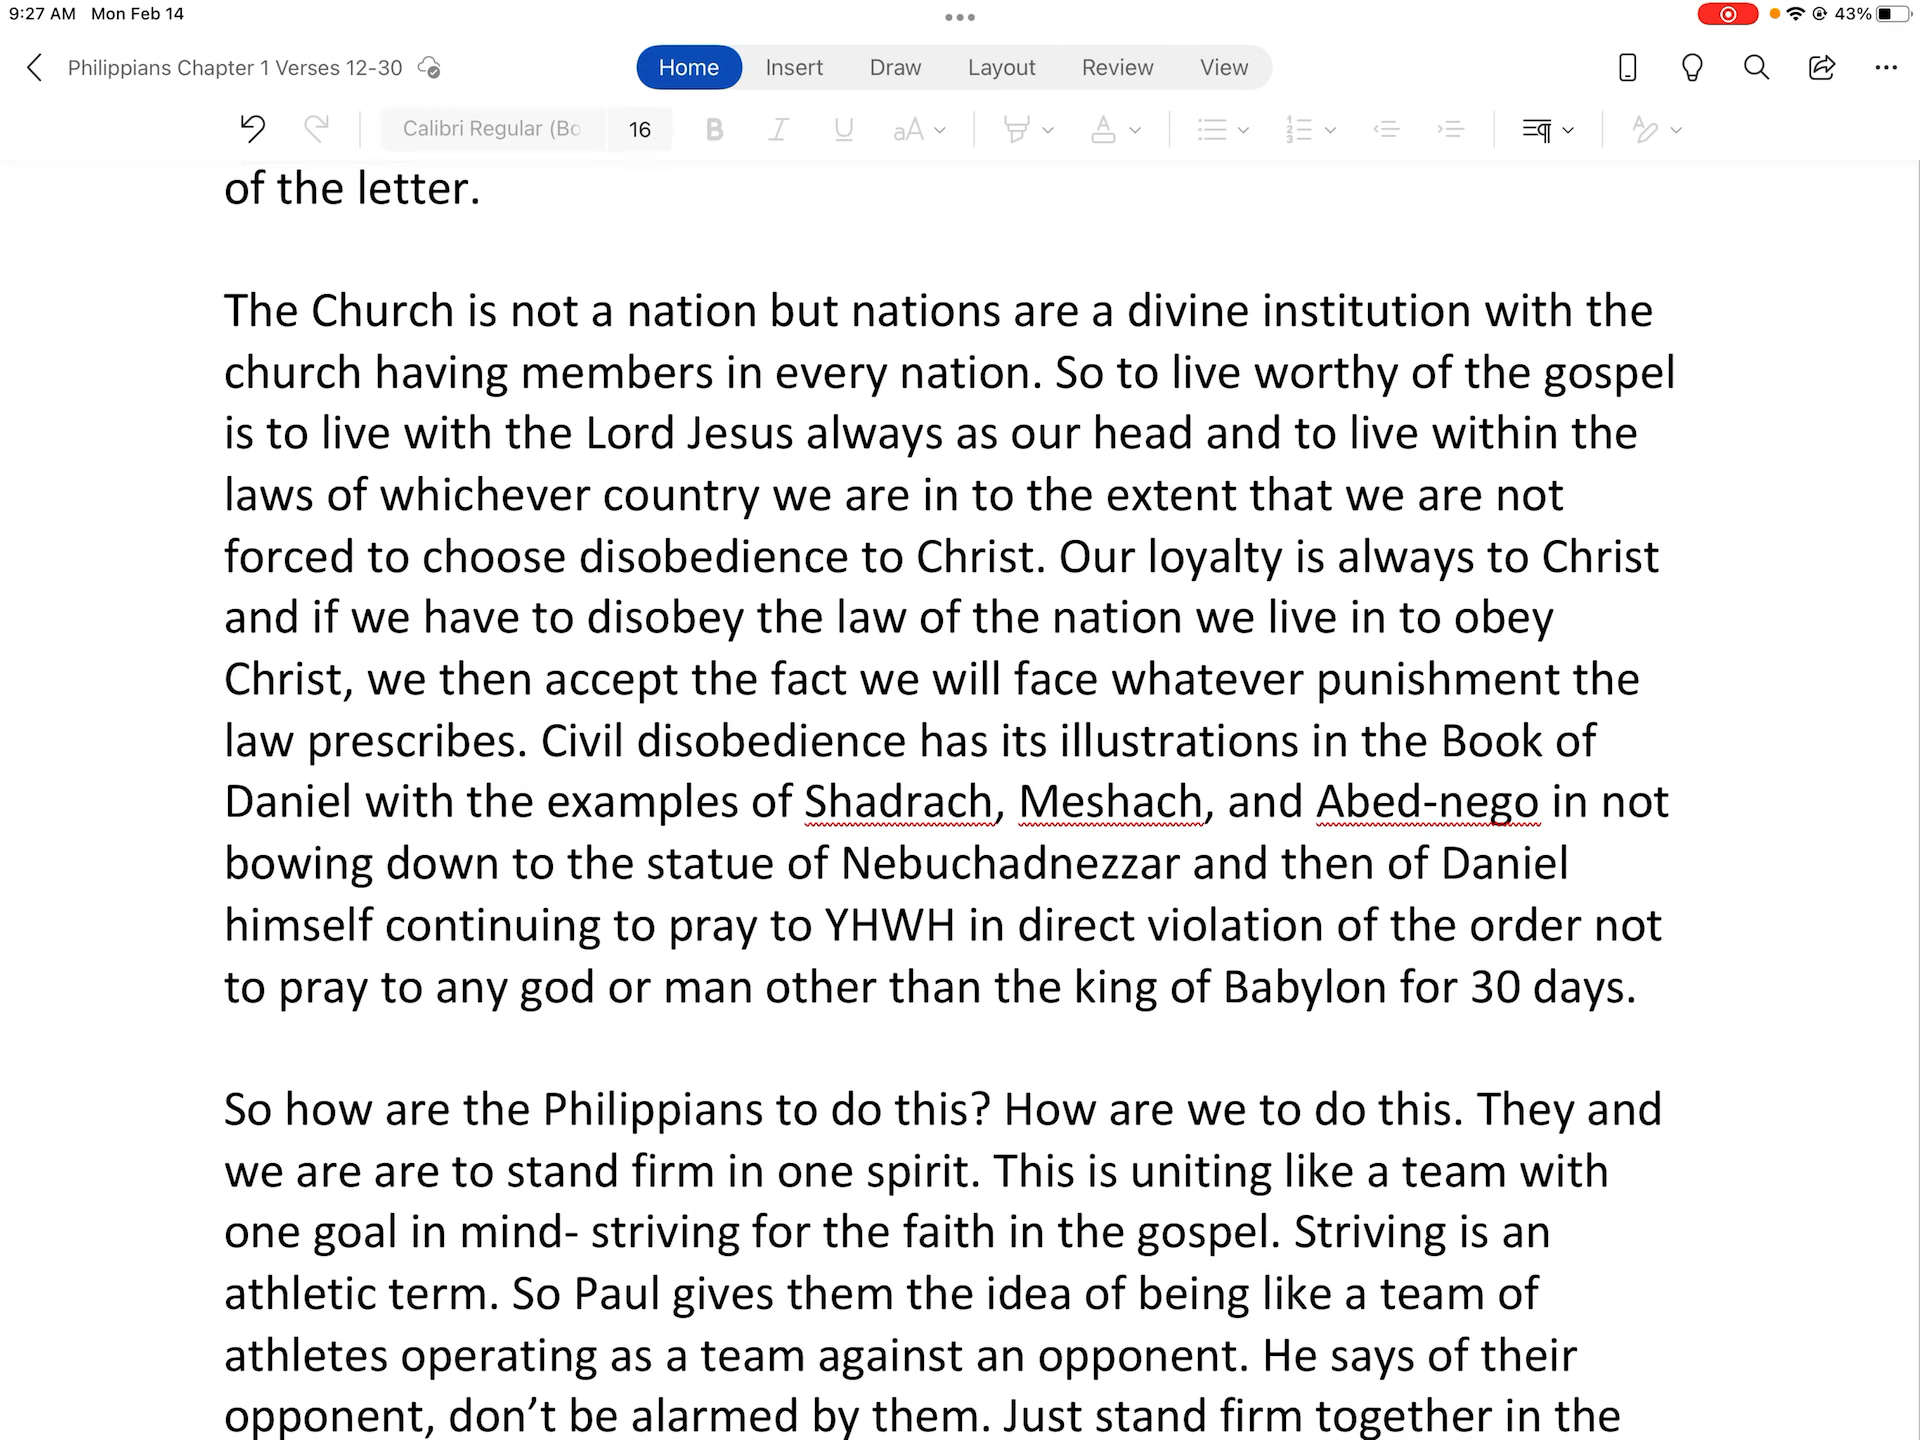 9:27 AM Mon Feb 14
43%
Philippians Chapter 1 Verses 12-30
Home Insert Draw Layout Review View
Calibri Regular (Bo 16 B I U aA A
of the letter.
The Church is not a nation but nations are a divine institution with the
church having members in every nation. So to live worthy of the gospel
is to live with the Lord Jesus always as our head and to live within the
laws of whichever country we are in to the extent that we are not
forced to choose disobedience to Christ. Our loyalty is always to Christ
and if we have to disobey the law of the nation we live in to obey
Christ, we then accept the fact we will face whatever punishment the
law prescribes. Civil disobedience has its illustrations in the Book of
Daniel with the examples of Shadrach, Meshach, and Abed-nego in not
bowing down to the statue of Nebuchadnezzar and then of Daniel
himself continuing to pray to YHWH in direct violation of the order not
to pray to any god or man other than the king of Babylon for 30 days.
So how are the Philippians to do this? How are we to do this. They and
we are are to stand firm in one spirit. This is uniting like a team with
one goal in mind- striving for the faith in the gospel. Striving is an
athletic term. So Paul gives them the idea of being like a team of
athletes operating as a team against an opponent. He says of their
opponent, don’t be alarmed by them. Just stand firm together in the